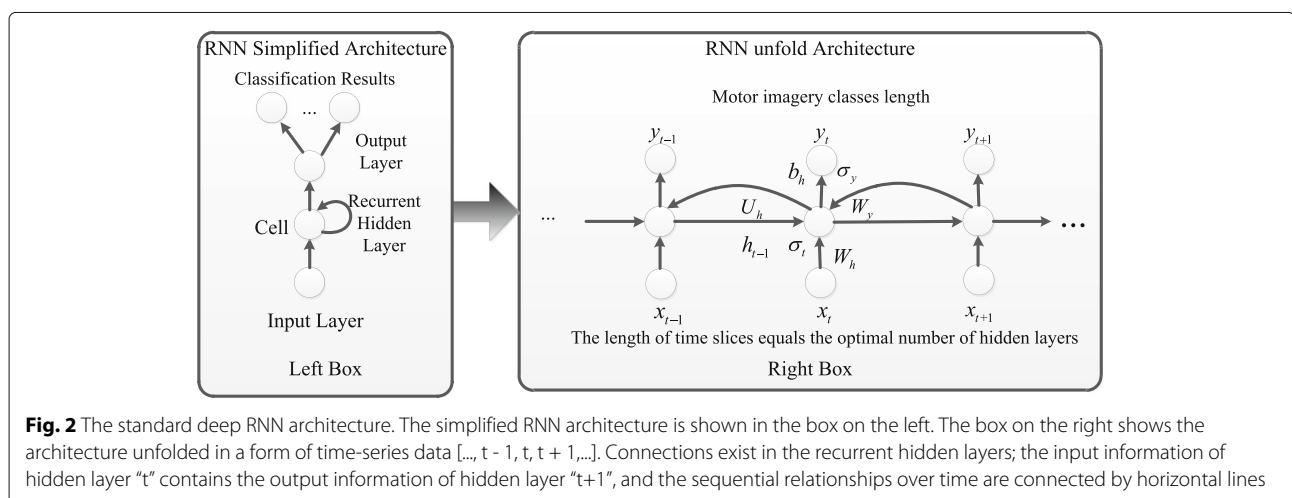 RNN Simplified Architecture
Classification Results
...
Output
Layer
Recurrent
Hidden
Layer
Cell
Input Layer
Left Box
RNN unfold Architecture
Motor imagery classes length
y_{t-1} y_t y_{t+1}
b_h σ_y
... U_h W_y ...
h_{t-1} σ_t W_h
x_{t-1} x_t x_{t+1}
The length of time slices equals the optimal number of hidden layers
Right Box
Fig. 2 The standard deep RNN architecture. The simplified RNN architecture is shown in the box on the left. The box on the right shows the
architecture unfolded in a form of time-series data [..., t - 1, t, t + 1,...]. Connections exist in the recurrent hidden layers; the input information of
hidden layer “t” contains the output information of hidden layer “t+1”, and the sequential relationships over time are connected by horizontal lines